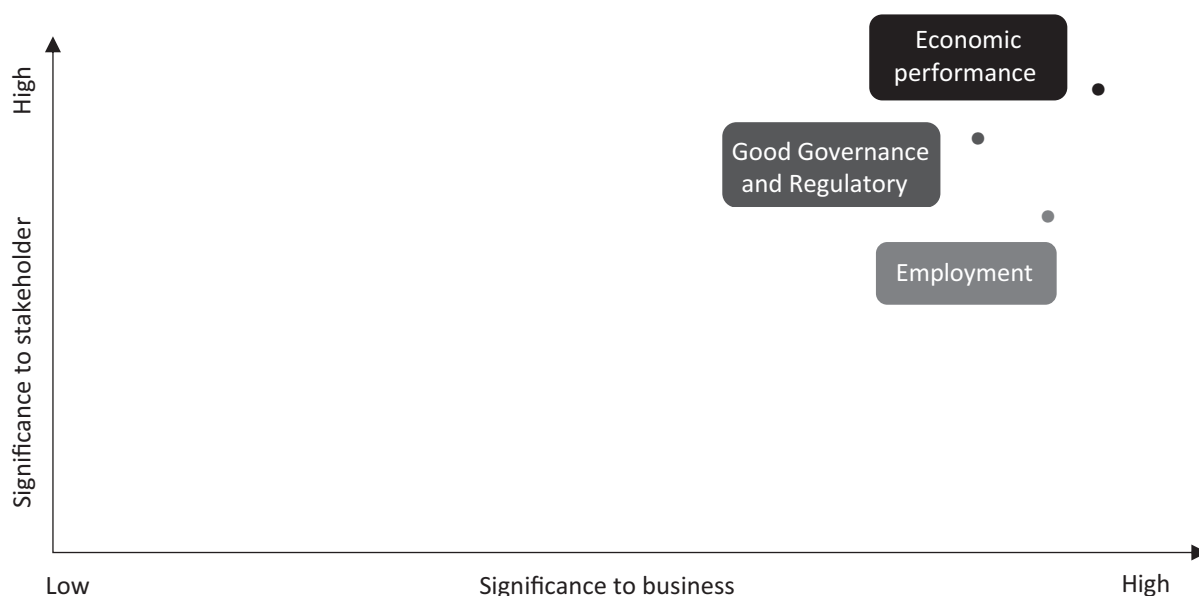 Economic
performance
High
Good Governance
and Regulatory
Significance to stakeholder
Employment
Low
Significance to business
High